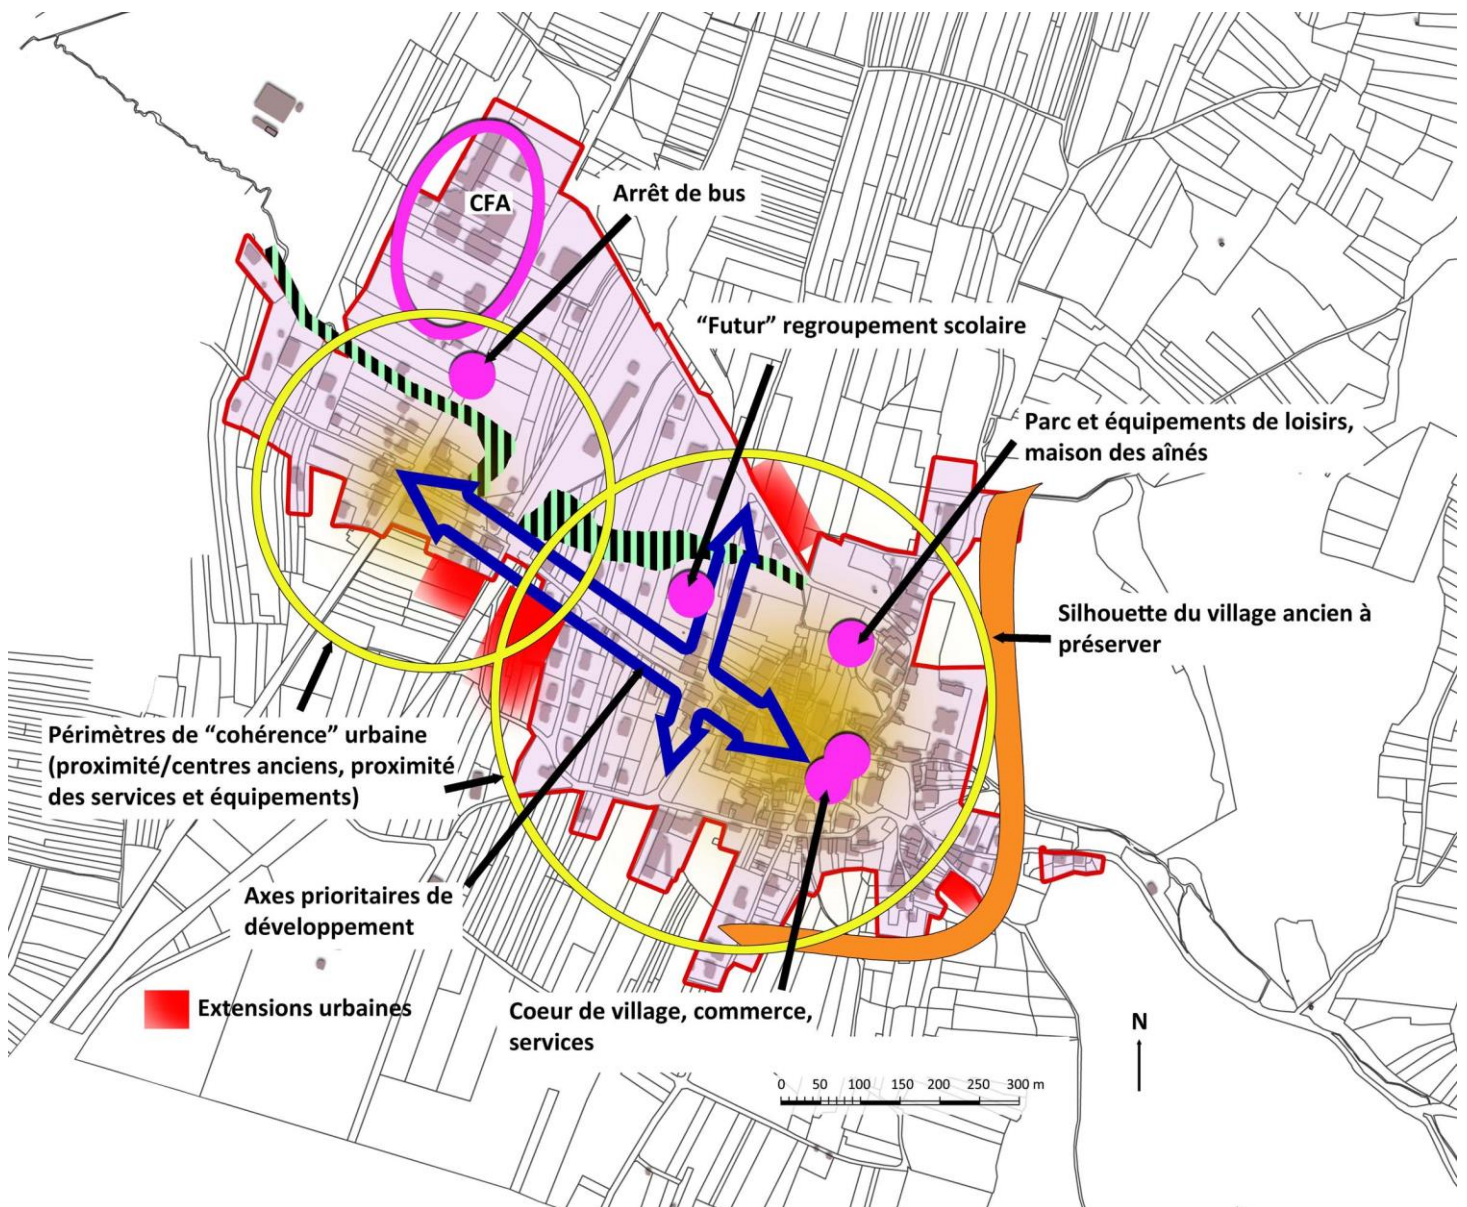 CFA
Arrêt de bus
“Futur” regroupement scolaire
Parc et équipements de loisirs,
maison des aînés
Silhouette du village ancien à
préserver
Périmètres de “cohérence” urbaine
(proximité/centres anciens, proximité
des services et équipements)
Axes prioritaires de
développement
Extensions urbaines
Coeur de village, commerce,
services
N
0 50 100 150 200 250 300 m